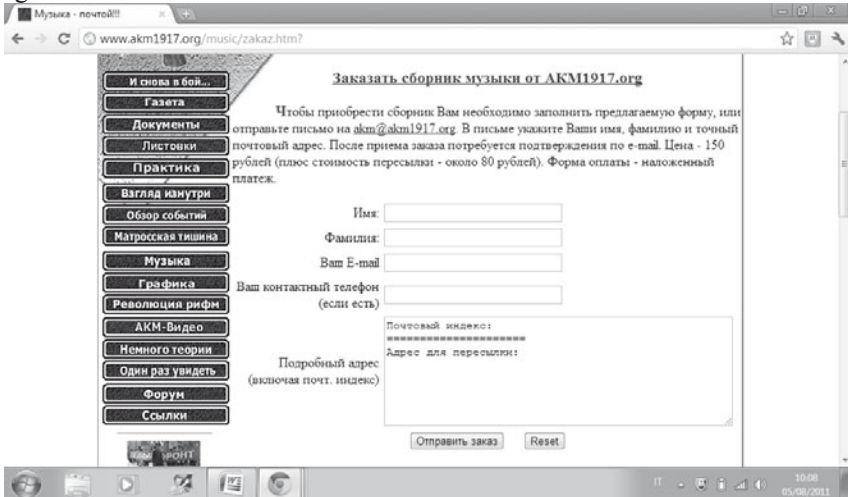 Музыка - почтой!!!
www.akm1917.org/music/zakaz.htm?
И снова в бой...
Газета
Документы
Листовки
Практика
Взгляд изнутри
Обзор событий
Матросская тишина
Музыка
Графика
Революция рифм
АКМ-Видео
Немного теории
Один раз увидеть
Форум
Ссылки
Заказать сборник музыки от AKM1917.org
Чтобы приобрести сборник Вам необходимо заполнить предлагаемую форму, или
отправьте письмо на akm@akm1917.org. В письме укажите Ваши имя, фамилию и точный
почтовый адрес. После приема заказа потребуется подтверждения по e-mail. Цена - 150
рублей (плюс стоимость пересылки - около 80 рублей). Форма оплаты - наложенный
платеж.
Имя:
Фамилия:
Ваш E-mail
Ваш контактный телефон
(если есть)
Подробный адрес
(включая почт. индекс)
Почтовый индекс:
=====================
Адрес для пересылки:
Отправить заказ
Reset
IT
10:08
05/08/2011